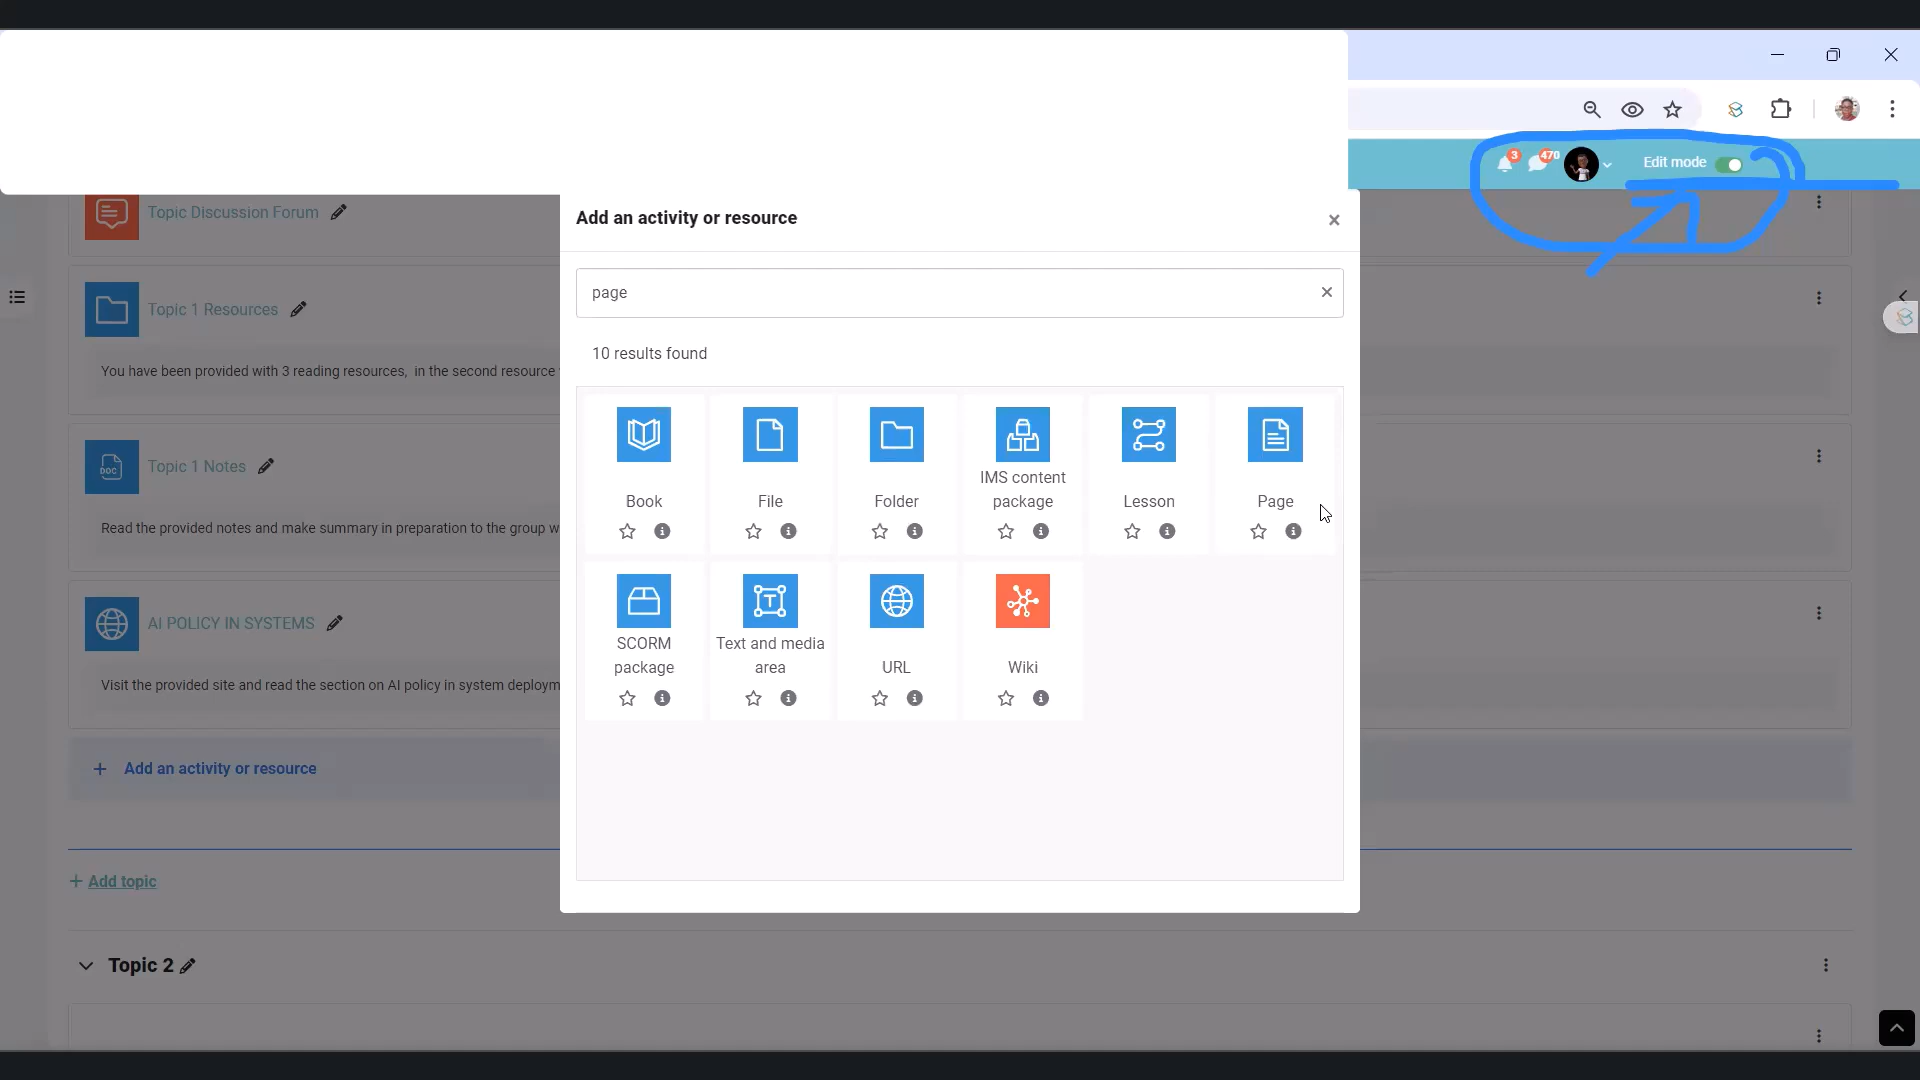 3
470
Edit mode
Topic Discussion Forum
Add an activity or resource
page
Topic 1 Resources
10 results found
You have been provided with 3 reading resources, in the second resource
Book
File
Folder
IMS content
package
Lesson
Page
Topic 1 Notes
DOC
Read the provided notes and make summary in preparation to the group w
SCORM
package
Text and media
area
URL
Wiki
AI POLICY IN SYSTEMS
Visit the provided site and read the section on AI policy in system deploym
Add an activity or resource
Add topic
Topic 2